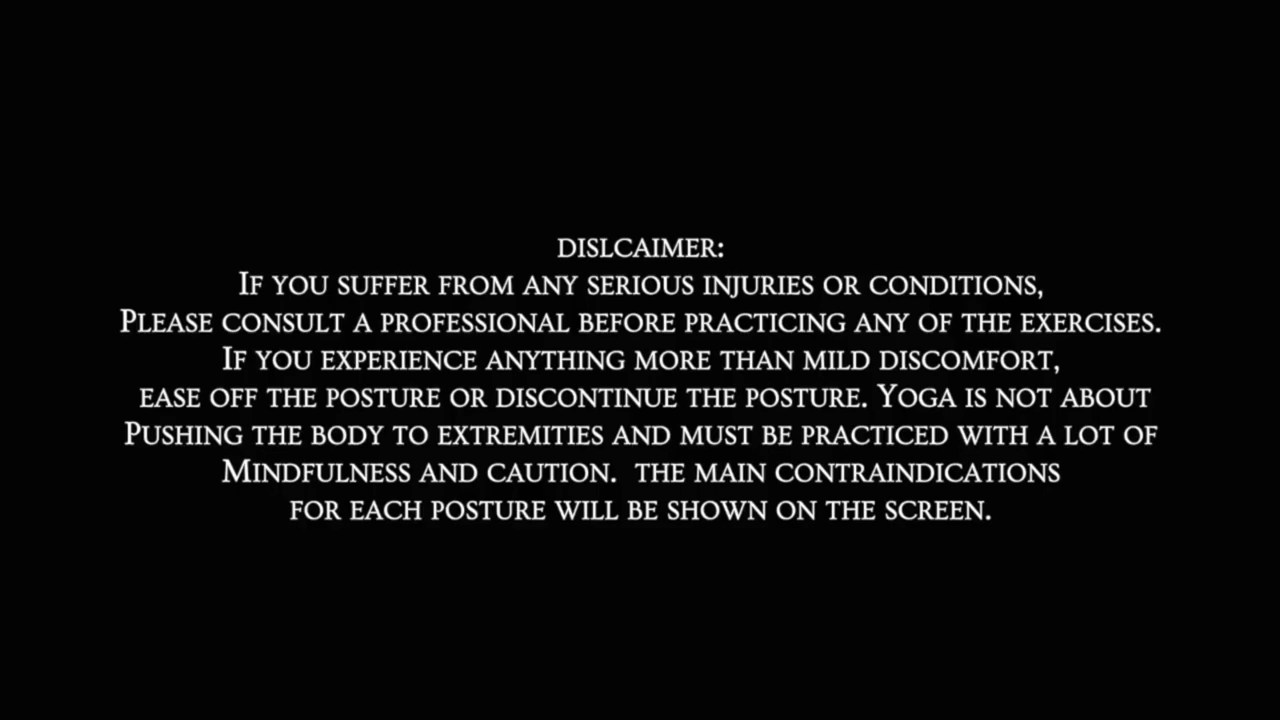 DISLCAIMER:
IF YOU SUFFER FROM ANY SERIOUS INJURIES OR CONDITIONS,
PLEASE CONSULT A PROFESSIONAL BEFORE PRACTICING ANY OF THE EXERCISES.
IF YOU EXPERIENCE ANYTHING MORE THAN MILD DISCOMFORT,
EASE OFF THE POSTURE OR DISCONTINUE THE POSTURE. YOGA IS NOT ABOUT
PUSHING THE BODY TO EXTREMITIES AND MUST BE PRACTICED WITH A LOT OF
MINDFULNESS AND CAUTION.  THE MAIN CONTRAINDICATIONS
FOR EACH POSTURE WILL BE SHOWN ON THE SCREEN.